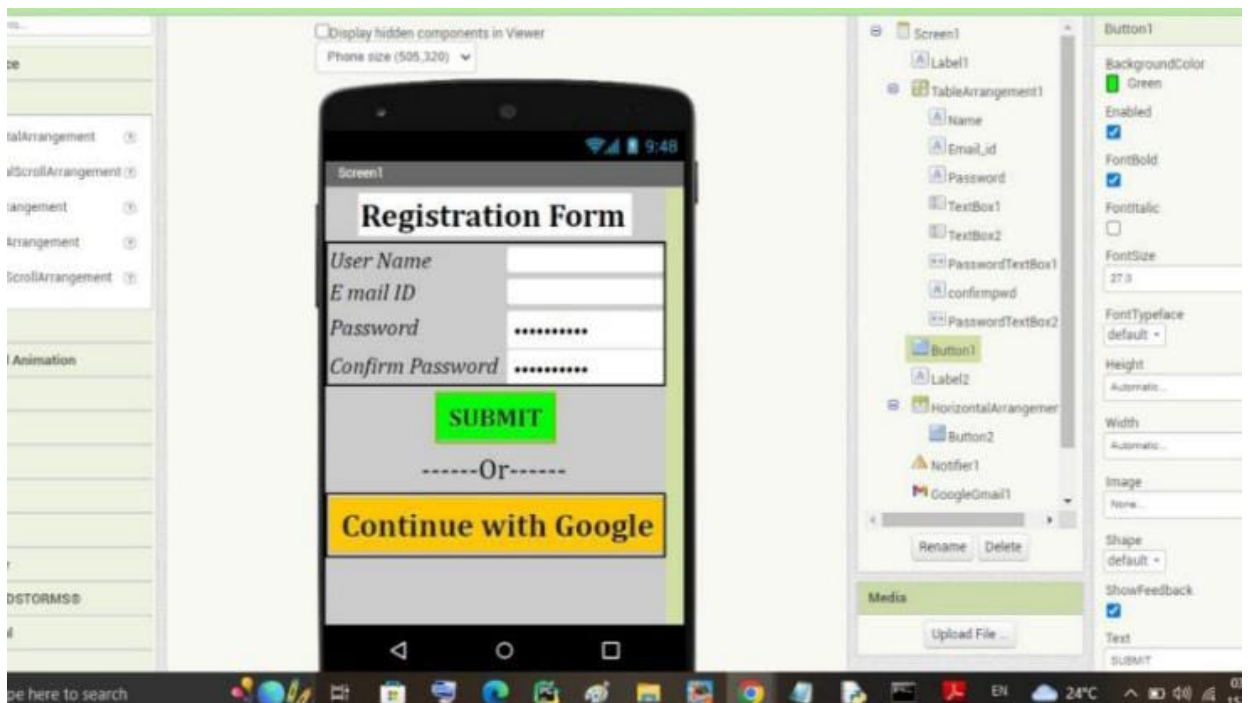 Display hidden components in Viewer
Phone size (505,320)
talArrangement
alScrollArrangement
rangement
Arrangement
ScrollArrangement
l Animation
DSTORMS®
9:48
Screen1
Registration Form
User Name
E mail ID
Password
Confirm Password
SUBMIT
------Or------
Continue with Google
Screen1
Label1
TableArrangement1
Name
Email_id
Password
TextBox1
TextBox2
PasswordTextBox1
confirmpwd
PasswordTextBox2
Button1
Label2
HorizontalArrangemer
Button2
Notifier1
GoogleGmail1
Rename Delete
Media
Upload File ...
Button1
BackgroundColor
Green
Enabled
FontBold
FontItalic
FontSize
27.0
FontTypeface
default
Height
Automatic...
Width
Automatic...
Image
None...
Shape
default
ShowFeedback
Text
SUBMIT
pe here to search
EN
24°C